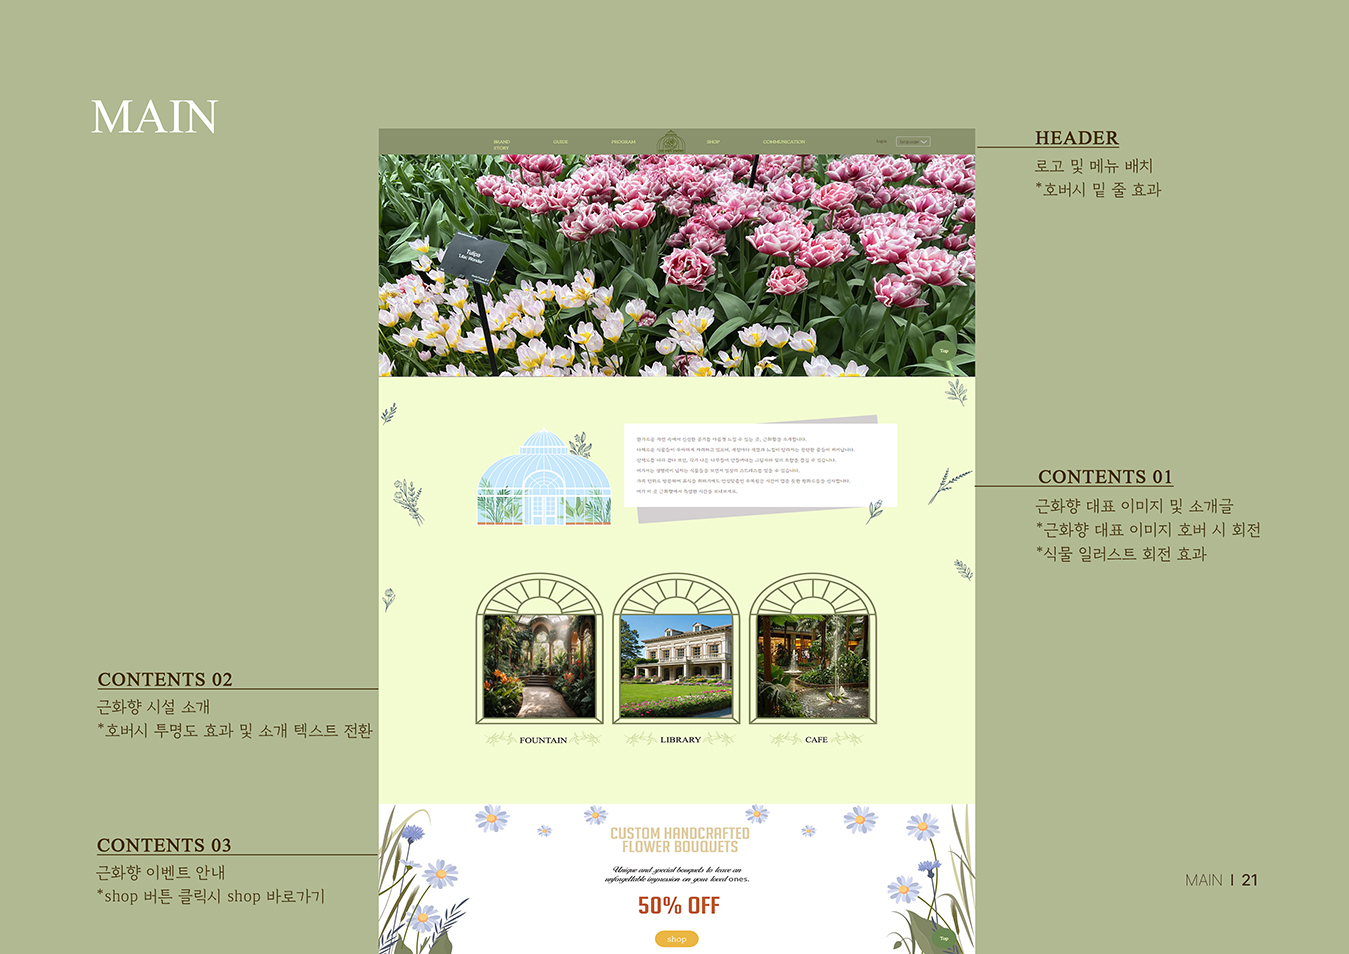 MAIN
BRAND
STORY
GUIDE
PROGRAM
SHOP
COMMUNICATION
login
language
HEADER
로고 및 메뉴 배치
*호버시 밑 줄 효과
Tulipa
'Lilac Wonder'
Top
CONTENTS 01
근화향 대표 이미지 및 소개글
*근화향 대표 이미지 호버 시 회전
*식물 일러스트 회전 효과
CONTENTS 02
근화향 시설 소개
*호버시 투명도 효과 및 소개 텍스트 전환
FOUNTAIN
LIBRARY
CAFE
CONTENTS 03
근화향 이벤트 안내
*shop 버튼 클릭시 shop 바로가기
CUSTOM HANDCRAFTED
FLOWER BOUQUETS
Unique and special bouquets to leave an
unforgettable impression on your loved ones.
50% OFF
shop
Top
MAIN | 21